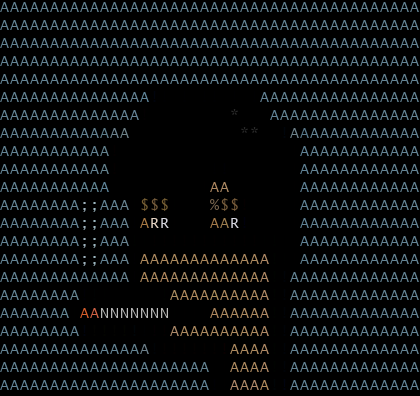 AAAAAAAAAAAAAAAAAAAAAAAAAAAAAAAAAAAAAAAAAA
AAAAAAAAAAAAAAAAAAAAAAAAAAAAAAAAAAAAAAAAAA
AAAAAAAAAAAAAAAAAAAAAAAAAAAAAAAAAAAAAAAAAA
AAAAAAAAAAAAAAAAAAAAAAAAAAAAAAAAAAAAAAAAAA
AAAAAAAAAAAAAAAAAAAAAAAAAAAAAAAAAAAAAAAAAA
AAAAAAAAAAAAAAA           AAAAAAAAAAAAAAAA
AAAAAAAAAAAAAA         *   AAAAAAAAAAAAAAA
AAAAAAAAAAAAA           **   AAAAAAAAAAAAA
AAAAAAAAAAA                   AAAAAAAAAAAA
AAAAAAAAAAA                   AAAAAAAAAAAA
AAAAAAAAAAA          AA       AAAAAAAAAAAA
AAAAAAAA;;AAA $$$    %$$      AAAAAAAAAAAA
AAAAAAAA;;AAA ARR    AAR      AAAAAAAAAAAA
AAAAAAAA;;AAA                 AAAAAAAAAAAA
AAAAAAAA;;AAA AAAAAAAAAAAAA   AAAAAAAAAAAA
AAAAAAAAAAAAA AAAAAAAAAAAAA  AAAAAAAAAAAAA
AAAAAAAA         AAAAAAAAAA  AAAAAAAAAAAAA
AAAAAAA AANNNNNNN    AAAAAA  AAAAAAAAAAAAA
AAAAAAAA         AAAAAAAAAA  AAAAAAAAAAAAA
AAAAAAAAAAAAAAA        AAAA  AAAAAAAAAAAAA
AAAAAAAAAAAAAAAAAAAAA  AAAA  AAAAAAAAAAAAA
AAAAAAAAAAAAAAAAAAAAA  AAAA  AAAAAAAAAAAAA